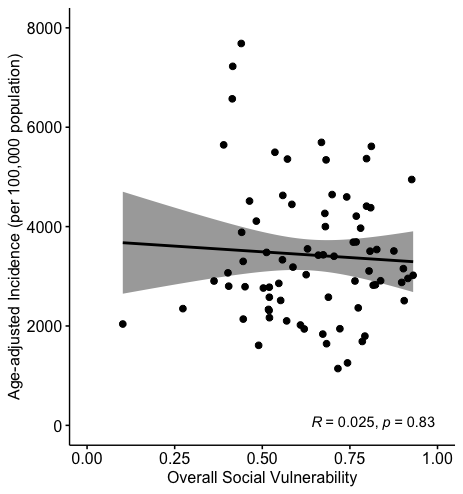 Age-adjusted Incidence (per 100,000 population)
8000
6000
4000
2000
0
R = 0.025, p = 0.83
0.00 0.25 0.50 0.75 1.00
Overall Social Vulnerability